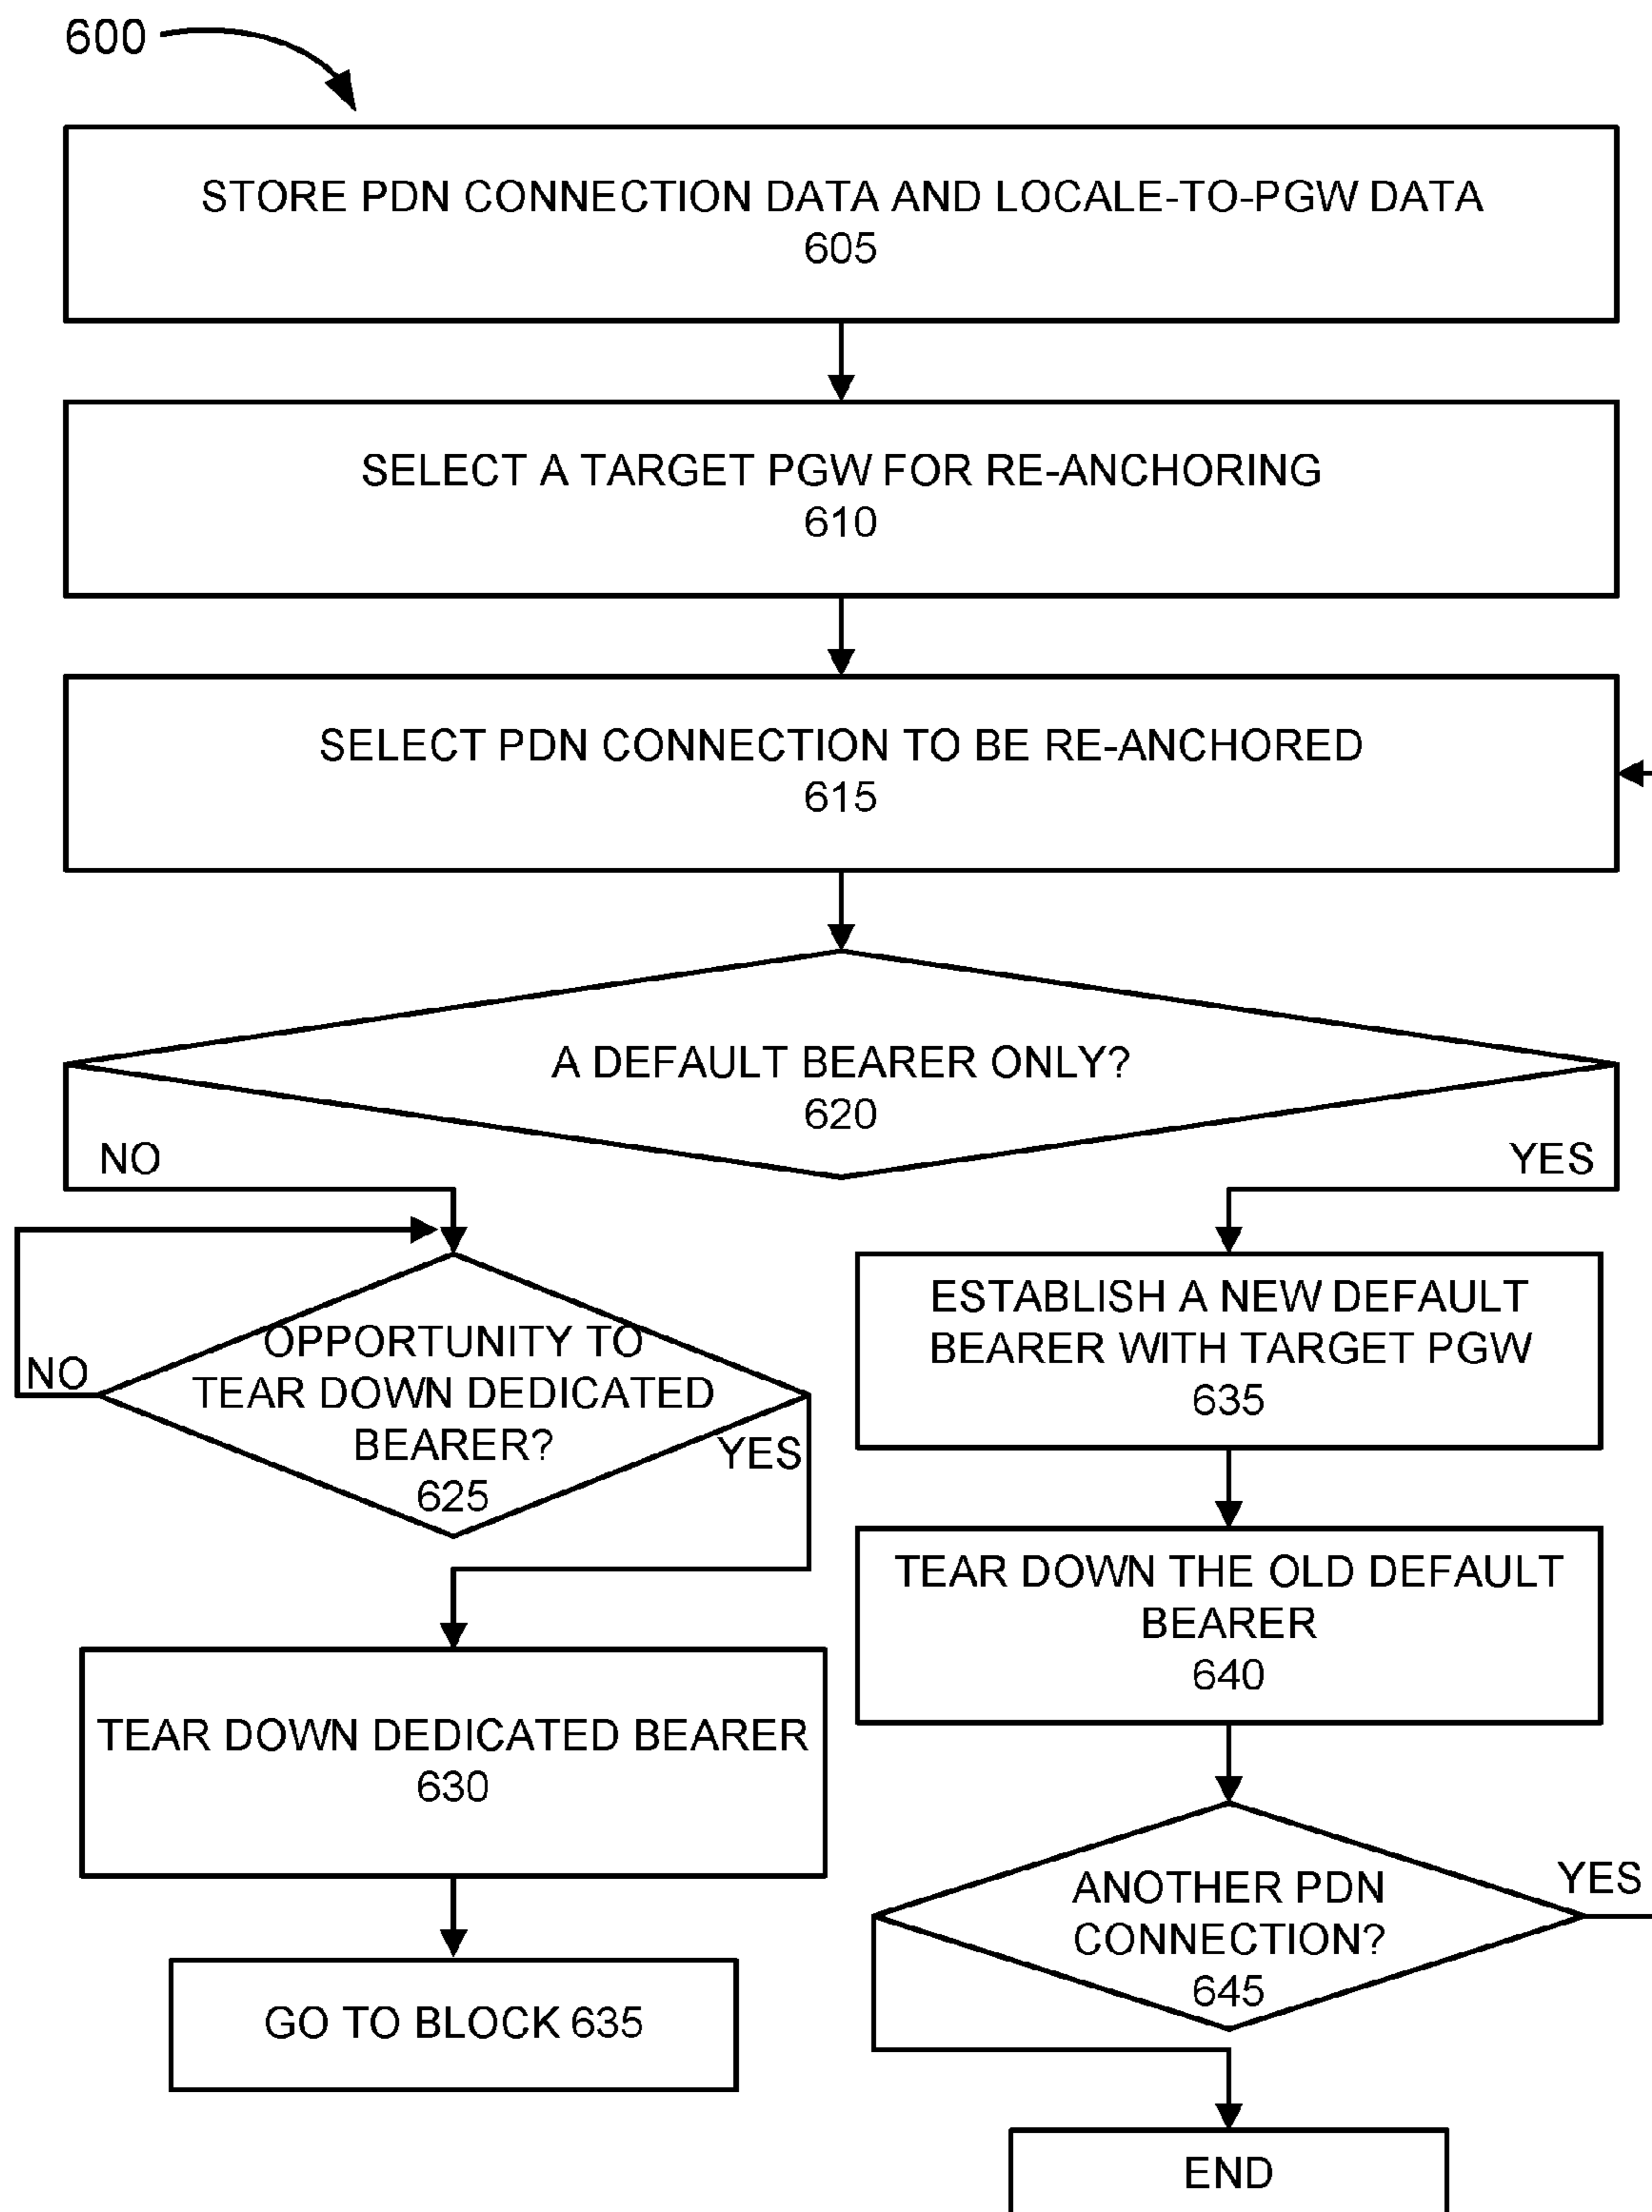 600
STORE PDN CONNECTION DATA AND LOCALE-TO-PGW DATA
605
SELECT A TARGET PGW FOR RE-ANCHORING
610
SELECT PDN CONNECTION TO BE RE-ANCHORED
615
A DEFAULT BEARER ONLY?
620
NO
YES
OPPORTUNITY TO
TEAR DOWN DEDICATED
BEARER?
625
NO
YES
TEAR DOWN DEDICATED BEARER
630
GO TO BLOCK 635
ESTABLISH A NEW DEFAULT
BEARER WITH TARGET PGW
635
TEAR DOWN THE OLD DEFAULT
BEARER
640
ANOTHER PDN
CONNECTION?
645
YES
END